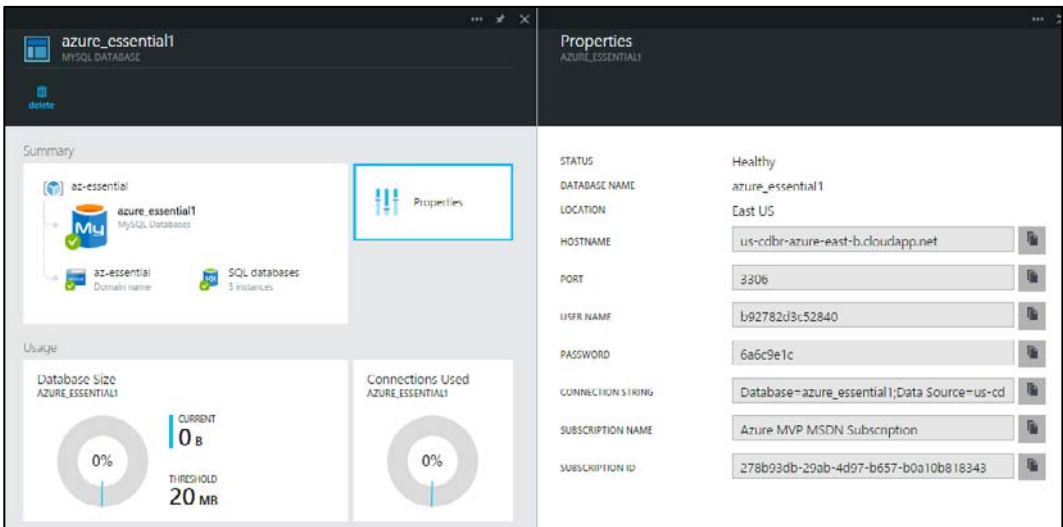 azure_essential1
MYSQL DATABASE
delete
Summary
az-essential
azure_essential1
MySQL Databases
az-essential
Domain name
SQL databases
3 instances
Properties
Usage
Database Size
AZURE_ESSENTIAL1
0%
CURRENT
0 B
THRESHOLD
20 MB
Connections Used
AZURE_ESSENTIAL1
0%
Properties
AZURE_ESSENTIAL1
STATUS Healthy
DATABASE NAME azure_essential1
LOCATION East US
HOSTNAME us-cdbr-azure-east-b.cloudapp.net
PORT 3306
USER NAME b92782d3c52840
PASSWORD 6a6c9e1c
CONNECTION STRING Database=azure_essential1;Data Source=us-cd
SUBSCRIPTION NAME Azure MVP MSDN Subscription
SUBSCRIPTION ID 278b93db-29ab-4d97-b657-b0a10b818343